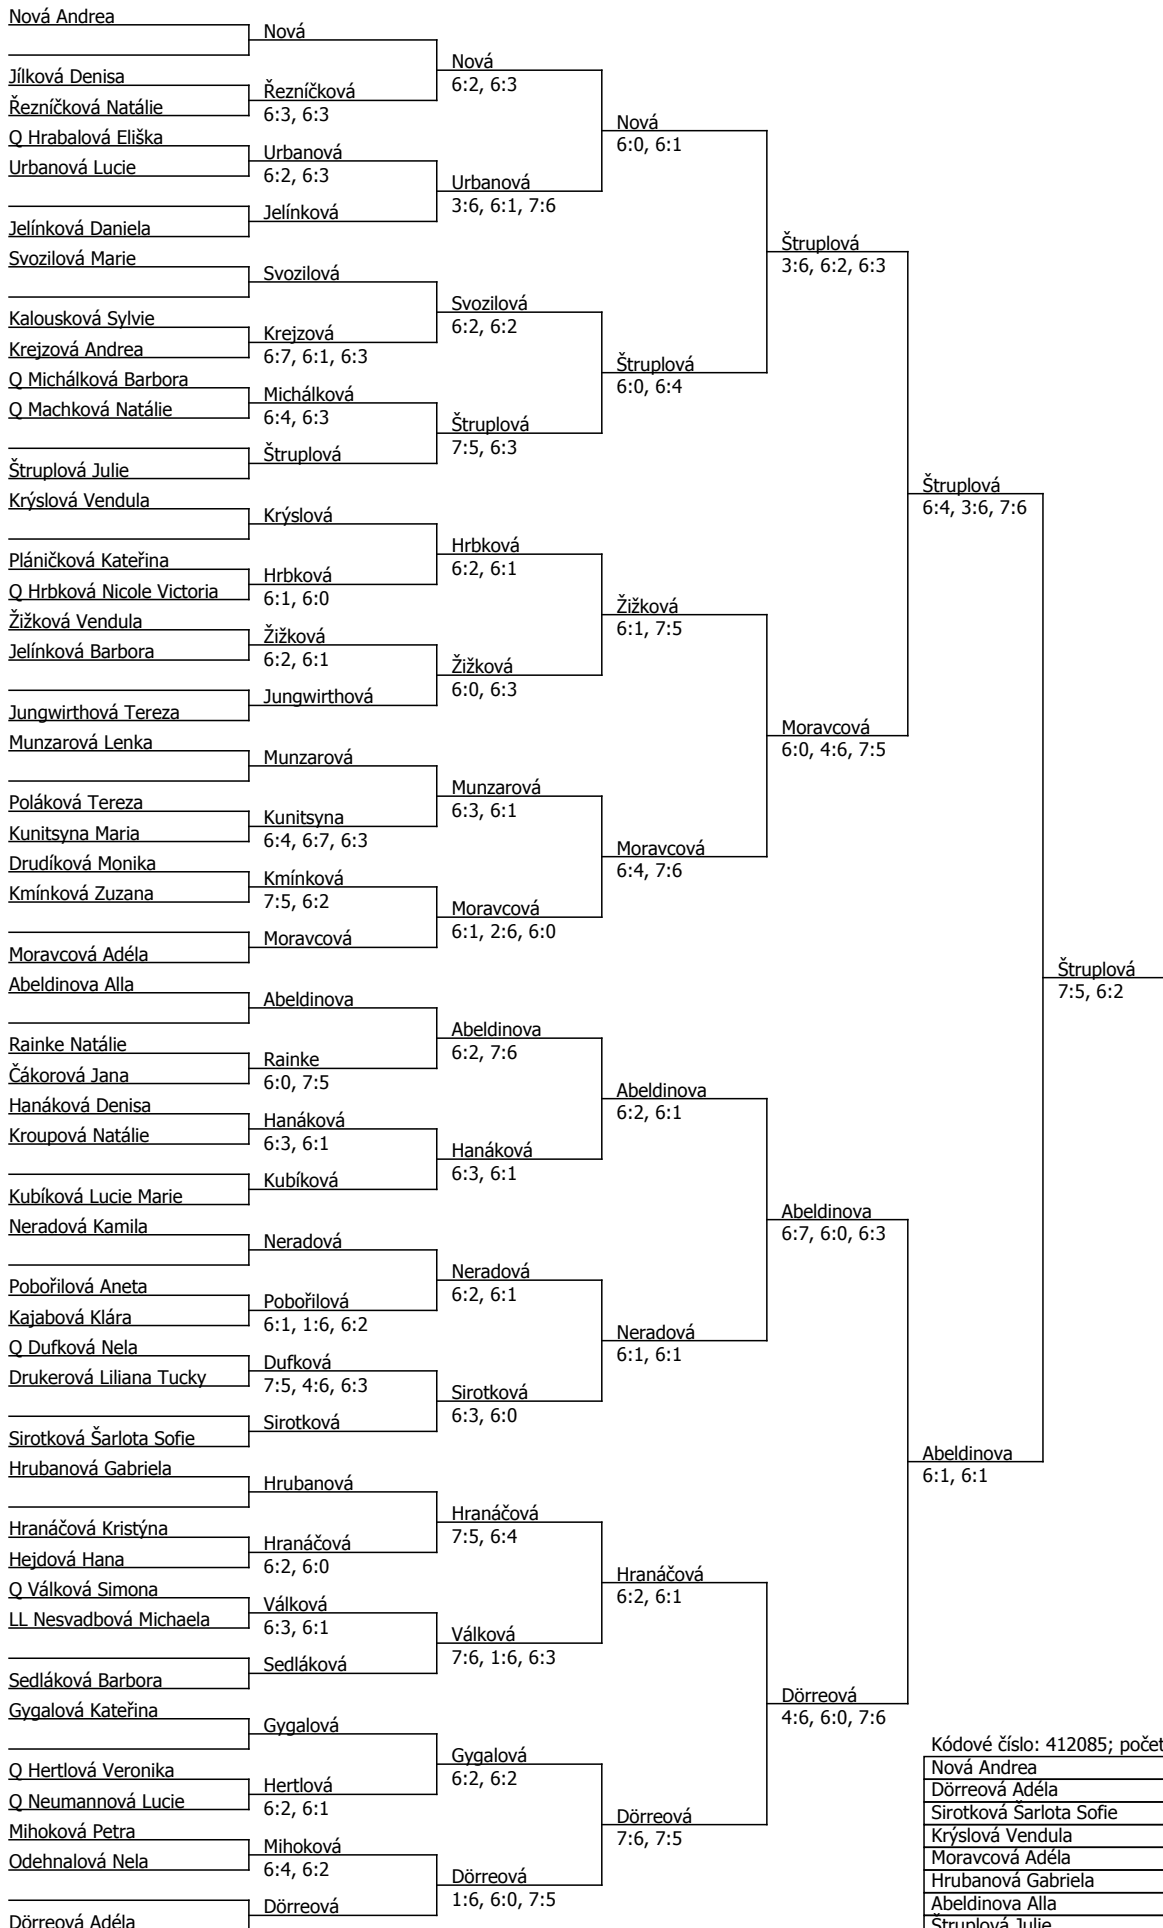 Nová Andrea
Jílková Denisa
Řezníčková Natálie
Q Hrabalová Eliška
Urbanová Lucie
Jelínková Daniela
Svozilová Marie
Kalousková Sylvie
Krejzová Andrea
Q Michálková Barbora
Q Machková Natálie
Štruplová Julie
Krýslová Vendula
Pláničková Kateřina
Q Hrbková Nicole Victoria
Žižková Vendula
Jelínková Barbora
Jungwirthová Tereza
Munzarová Lenka
Poláková Tereza
Kunitsyna Maria
Drudíková Monika
Kmínková Zuzana
Moravcová Adéla
Abeldinova Alla
Rainke Natálie
Čákorová Jana
Hanáková Denisa
Kroupová Natálie
Kubíková Lucie Marie
Neradová Kamila
Pobořilová Aneta
Kajabová Klára
Q Dufková Nela
Drukerová Liliana Tucky
Sirotková Šarlota Sofie
Hrubanová Gabriela
Hranáčová Kristýna
Hejdová Hana
Q Válková Simona
LL Nesvadbová Michaela
Sedláková Barbora
Gygalová Kateřina
Q Hertlová Veronika
Q Neumannová Lucie
Mihoková Petra
Odehnalová Nela
Dörreová Adéla
Nová
Řezníčková
6:3, 6:3
Urbanová
6:2, 6:3
Jelínková
Svozilová
Krejzová
6:7, 6:1, 6:3
Michálková
6:4, 6:3
Štruplová
Krýslová
Hrbková
6:1, 6:0
Žižková
6:2, 6:1
Jungwirthová
Munzarová
Kunitsyna
6:4, 6:7, 6:3
Kmínková
7:5, 6:2
Moravcová
Abeldinova
Rainke
6:0, 7:5
Hanáková
6:3, 6:1
Kubíková
Neradová
Pobořilová
6:1, 1:6, 6:2
Dufková
7:5, 4:6, 6:3
Sirotková
Hrubanová
Hranáčová
6:2, 6:0
Válková
6:3, 6:1
Sedláková
Gygalová
Hertlová
6:2, 6:1
Mihoková
6:4, 6:2
Dörreová
Nová
6:2, 6:3
Urbanová
3:6, 6:1, 7:6
Svozilová
6:2, 6:2
Štruplová
7:5, 6:3
Hrbková
6:2, 6:1
Žižková
6:0, 6:3
Munzarová
6:3, 6:1
Moravcová
6:1, 2:6, 6:0
Abeldinova
6:2, 7:6
Hanáková
6:3, 6:1
Neradová
6:2, 6:1
Sirotková
6:3, 6:0
Hranáčová
7:5, 6:4
Válková
7:6, 1:6, 6:3
Gygalová
6:2, 6:2
Dörreová
1:6, 6:0, 7:5
Nová
6:0, 6:1
Štruplová
6:0, 6:4
Žižková
6:1, 7:5
Moravcová
6:4, 7:6
Abeldinova
6:2, 6:1
Neradová
6:1, 6:1
Hranáčová
6:2, 6:1
Dörreová
7:6, 7:5
Štruplová
3:6, 6:2, 6:3
Moravcová
6:0, 4:6, 7:5
Abeldinova
6:7, 6:0, 6:3
Dörreová
4:6, 6:0, 7:6
Štruplová
6:4, 3:6, 7:6
Abeldinova
6:1, 6:1
Štruplová
7:5, 6:2
Kódové číslo: 412085; počet
Nová Andrea
Dörreová Adéla
Sirotková Šarlota Sofie
Krýslová Vendula
Moravcová Adéla
Hrubanová Gabriela
Abeldinova Alla
Štruplová Julie